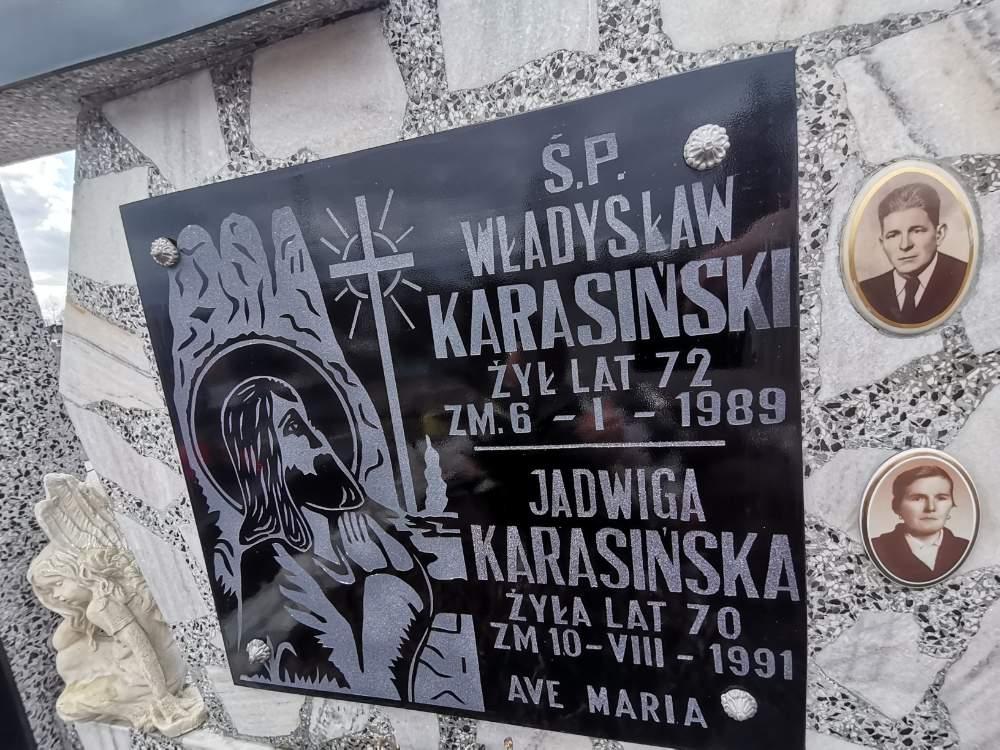 Ś.P.
WŁADYSŁAW
KARASIŃSKI
ŻYŁ LAT 72
ZM. 6 - I - 1989
JADWIGA
KARASIŃSKA
ŻYŁA LAT 70
ZM 10 - VIII - 1991
AVE MARIA